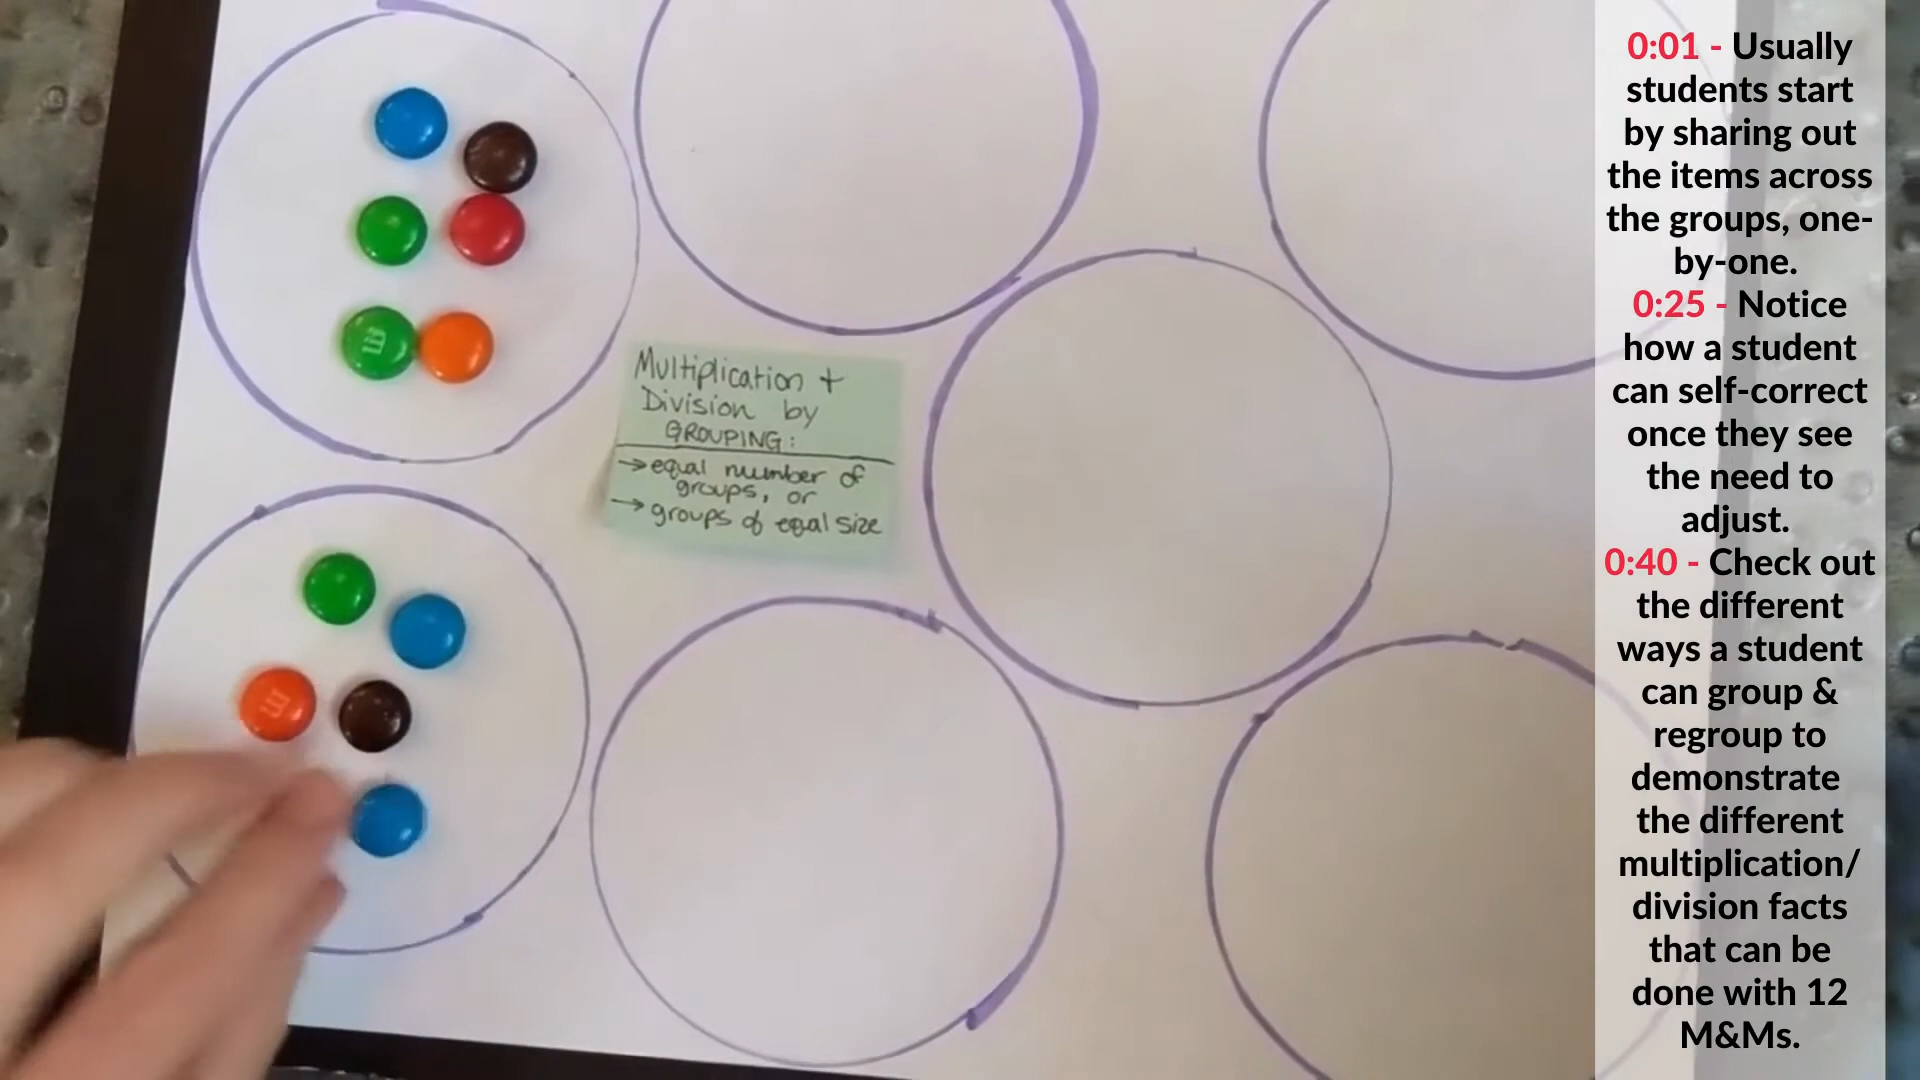 Multiplication +
Division by
GROUPING:
→ equal number of
groups, or
→ groups of equal size
0:01 - Usually
students start
by sharing out
the items across
the groups, one-
by-one.
0:25 - Notice
how a student
can self-correct
once they see
the need to
adjust.
0:40 - Check out
the different
ways a student
can group &
regroup to
demonstrate
the different
multiplication/
division facts
that can be
done with 12
M&Ms.
m
m